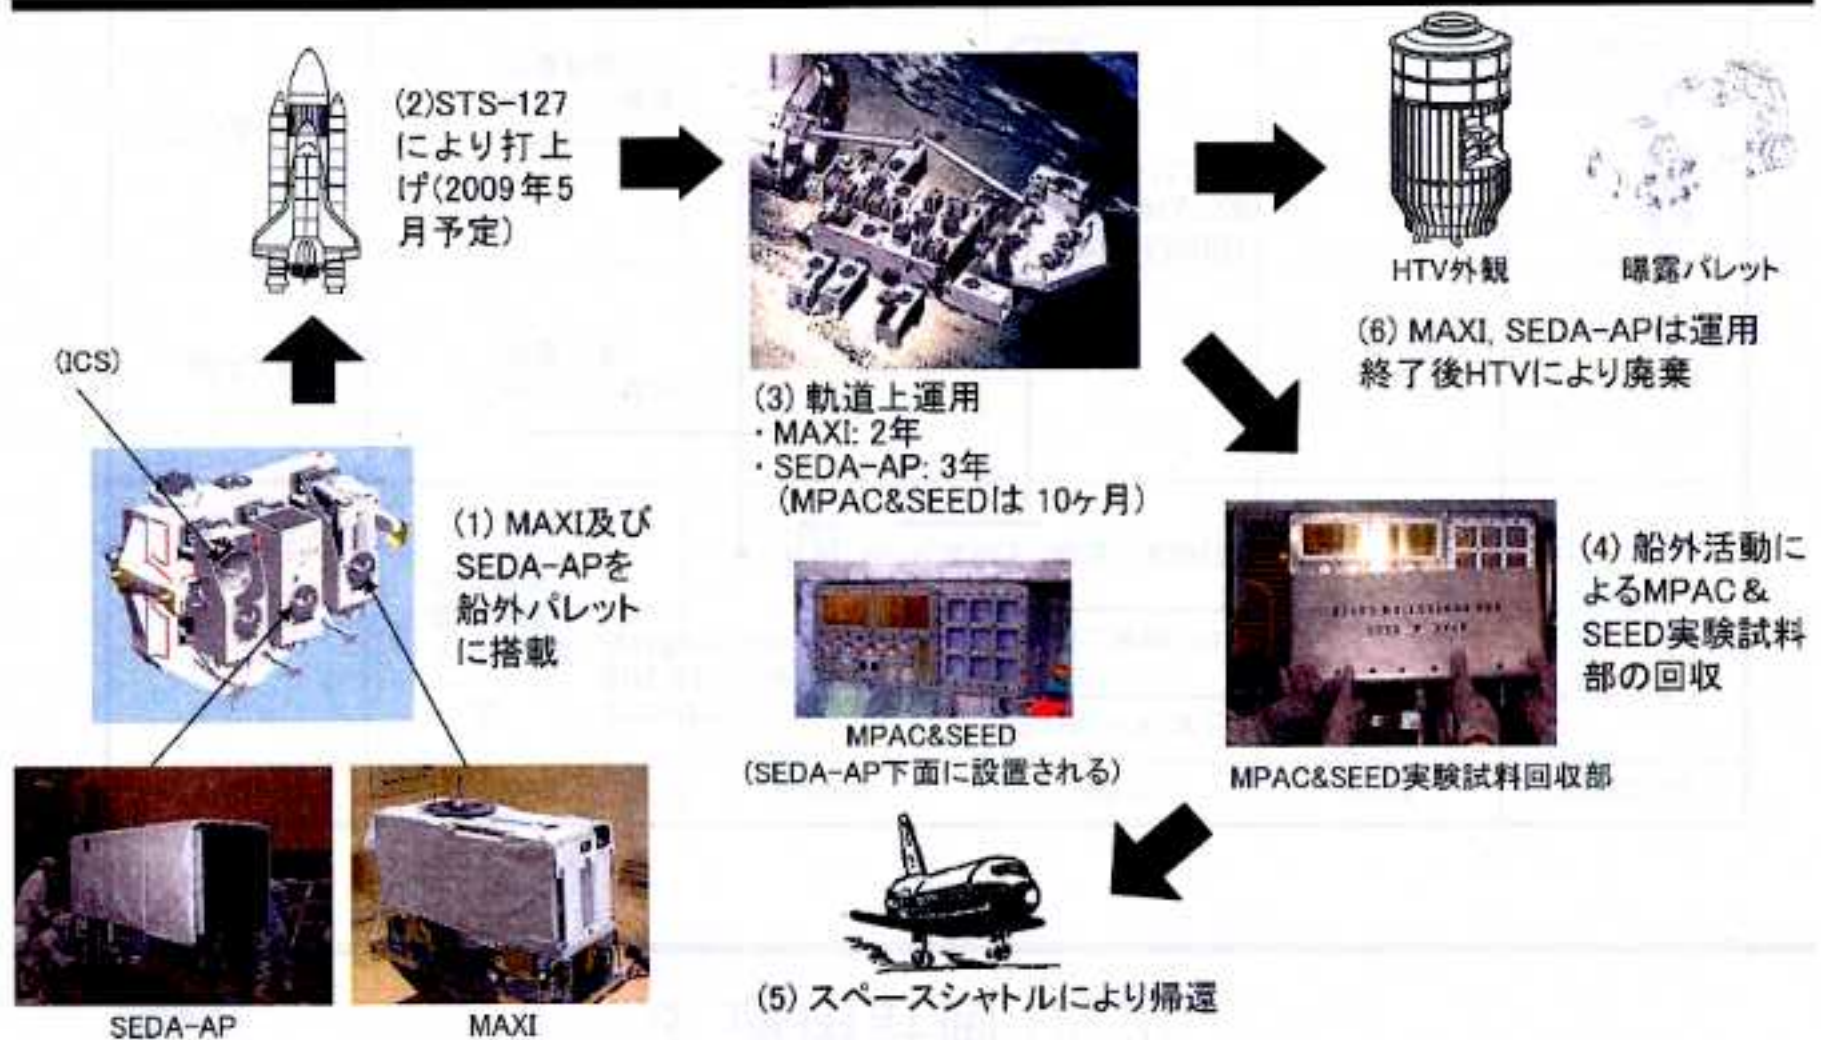 (ICS)
(1) MAXI及び
SEDA-APを
船外パレット
に搭載
SEDA-AP
MAXI
(2)STS-127
により打上
げ(2009年5
月予定)
(3) 軌道上運用
・MAXI: 2年
・SEDA-AP: 3年
(MPAC&SEEDは 10ヶ月)
MPAC&SEED
(SEDA-AP下面に設置される)
(4) 船外活動に
よるMPAC &
SEED実験試料
部の回収
MPAC&SEED実験試料回収部
(5) スペースシャトルにより帰還
HTV外観
曝露パレット
(6) MAXI, SEDA-APは運用
終了後HTVにより廃棄